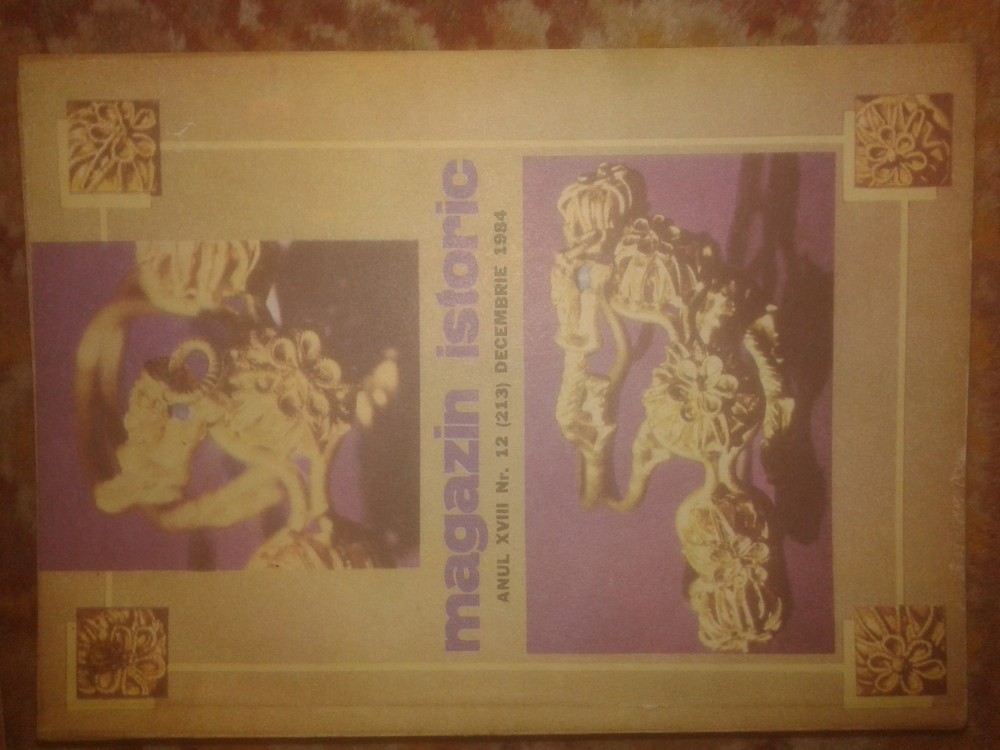 magazin istoric
ANUL XVIII Nr. 12 (213) DECEMBRIE 1984